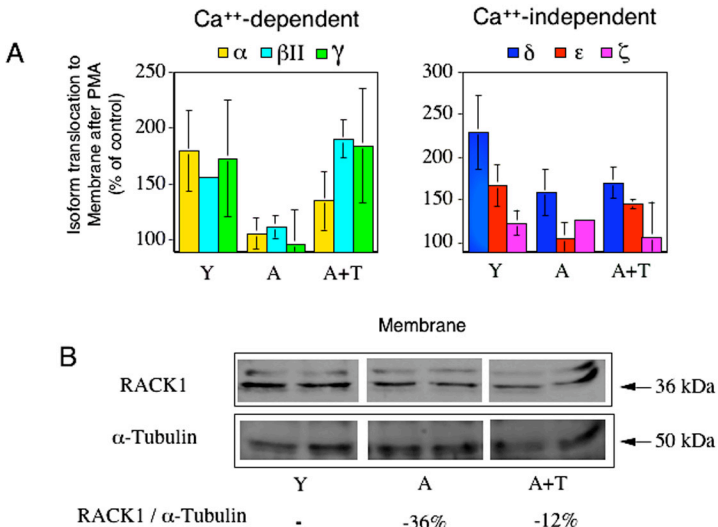 A
Ca++-dependent
α βII γ
Isoform translocation to
Membrane after PMA
(% of control)
250
200
150
100
Y A A+T
Ca++-independent
δ ε ζ
300
250
200
150
100
Y A A+T
B
Membrane
RACK1
36 kDa
α-Tubulin
50 kDa
Y A A+T
RACK1 / α-Tubulin - -36% -12%